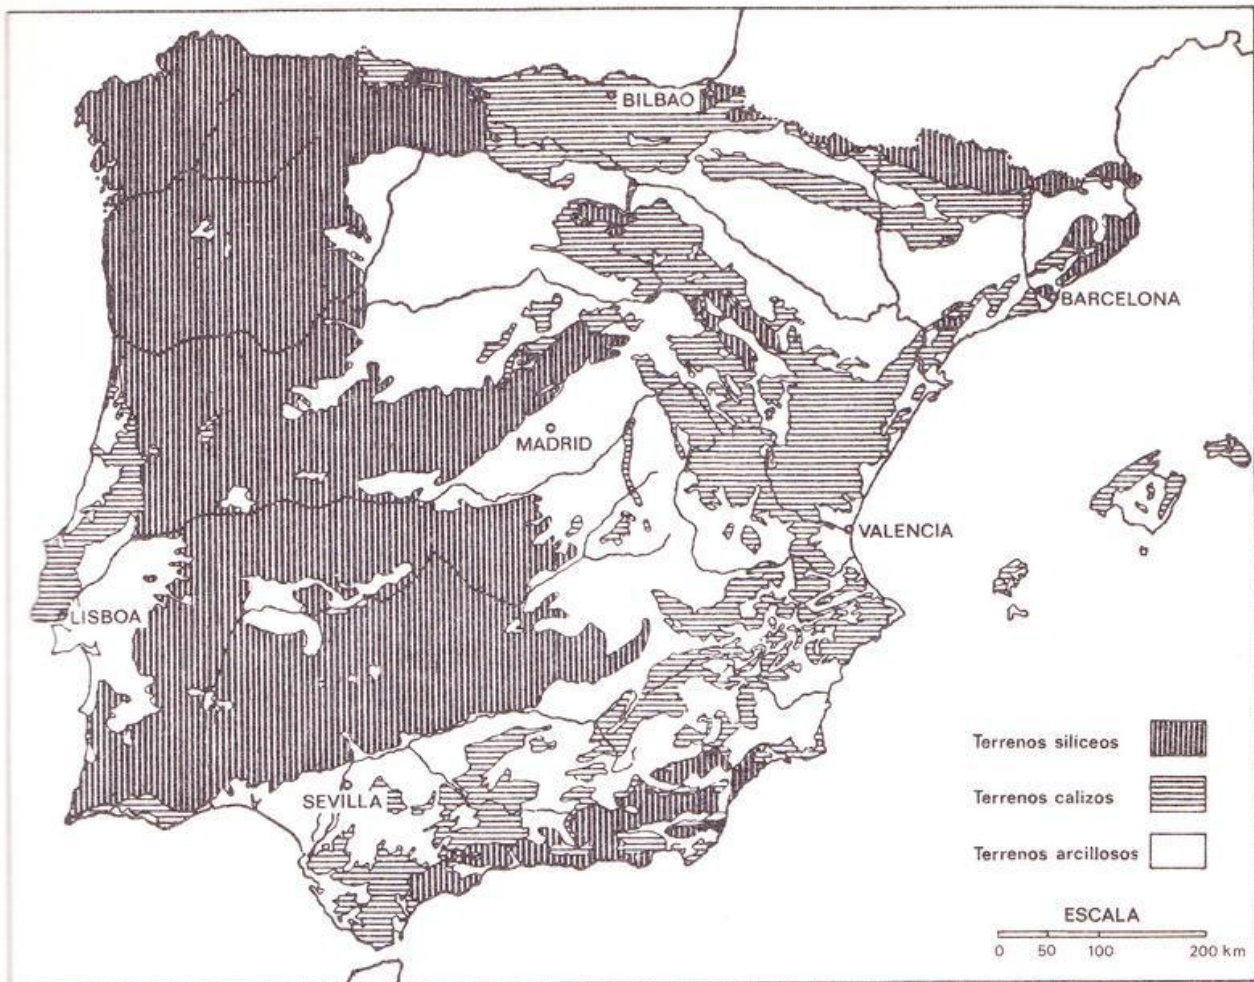 BILBAO
BARCELONA
MADRID
VALENCIA
LISBOA
SEVILLA
Terrenos silíceos
Terrenos calizos
Terrenos arcillosos
ESCALA
0 50 100 200 km